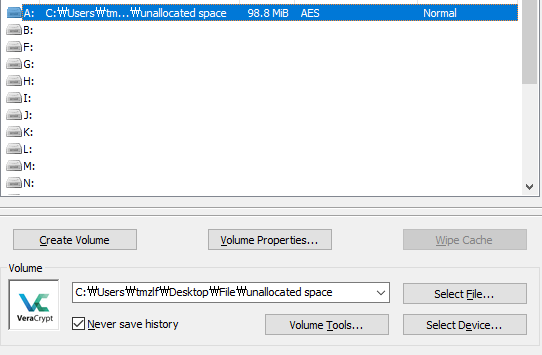 A: C:₩Users₩tm...₩unallocated space 98.8 MiB AES Normal
B:
F:
G:
H:
I:
J:
K:
L:
M:
N:
Create Volume Volume Properties... Wipe Cache
Volume
C:₩Users₩tmzlf₩Desktop₩File₩unallocated space Select File...
VeraCrypt
Never save history Volume Tools... Select Device...